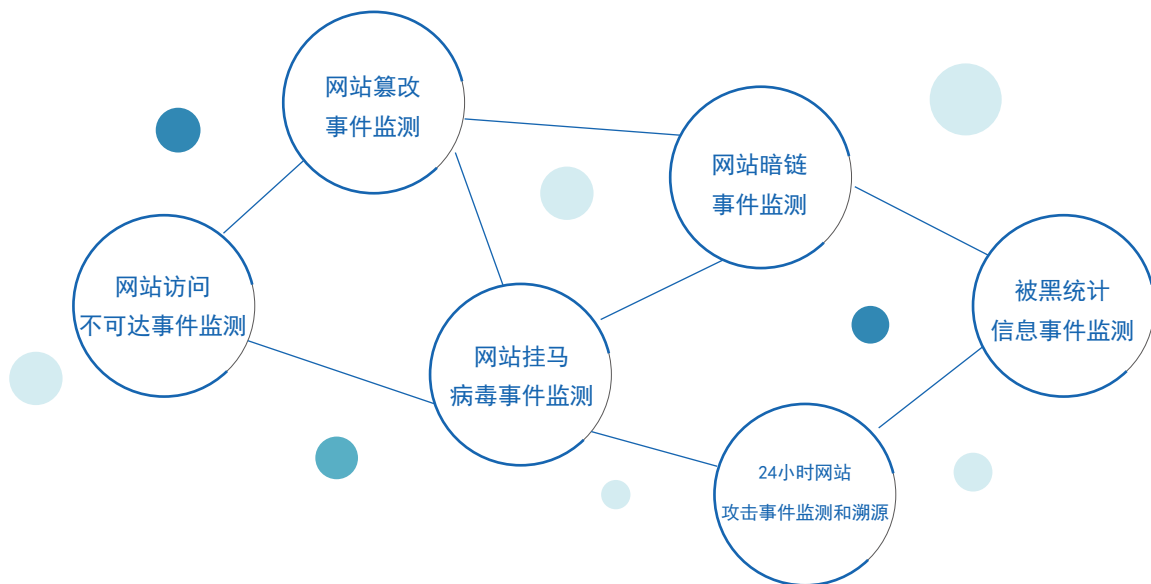 网站篡改
事件监测
网站暗链
事件监测
网站访问
不可达事件监测
被黑统计
信息事件监测
网站挂马
病毒事件监测
24小时网站
攻击事件监测和溯源